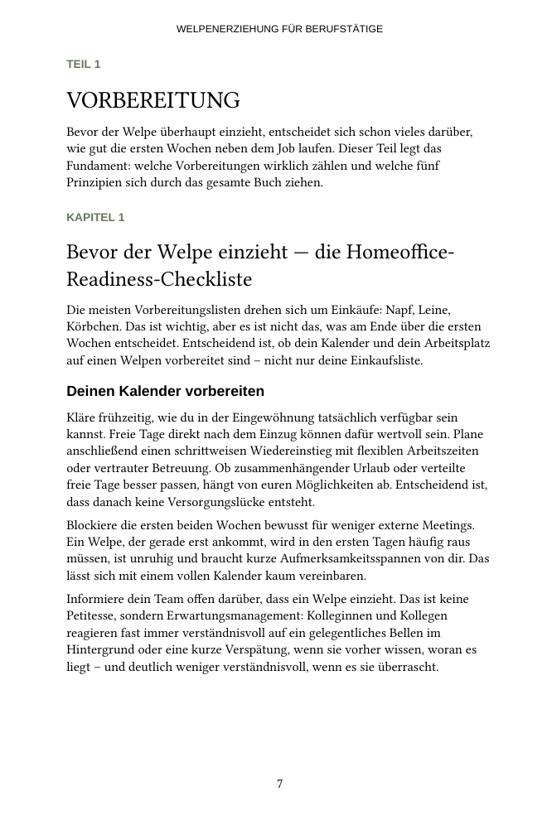 WELPENERZIEHUNG FÜR BERUFSTÄTIGE
TEIL 1
VORBEREITUNG
Bevor der Welpe überhaupt einzieht, entscheidet sich schon vieles darüber,
wie gut die ersten Wochen neben dem Job laufen. Dieser Teil legt das
Fundament: welche Vorbereitungen wirklich zählen und welche fünf
Prinzipien sich durch das gesamte Buch ziehen.
KAPITEL 1
Bevor der Welpe einzieht — die Homeoffice-
Readiness-Checkliste
Die meisten Vorbereitungslisten drehen sich um Einkäufe: Napf, Leine,
Körbchen. Das ist wichtig, aber es ist nicht das, was am Ende über die ersten
Wochen entscheidet. Entscheidend ist, ob dein Kalender und dein Arbeitsplatz
auf einen Welpen vorbereitet sind – nicht nur deine Einkaufsliste.
Deinen Kalender vorbereiten
Kläre frühzeitig, wie du in der Eingewöhnung tatsächlich verfügbar sein
kannst. Freie Tage direkt nach dem Einzug können dafür wertvoll sein. Plane
anschließend einen schrittweisen Wiedereinstieg mit flexiblen Arbeitszeiten
oder vertrauter Betreuung. Ob zusammenhängender Urlaub oder verteilte
freie Tage besser passen, hängt von euren Möglichkeiten ab. Entscheidend ist,
dass danach keine Versorgungslücke entsteht.
Blockiere die ersten beiden Wochen bewusst für weniger externe Meetings.
Ein Welpe, der gerade erst ankommt, wird in den ersten Tagen häufig raus
müssen, ist unruhig und braucht kurze Aufmerksamkeitsspannen von dir. Das
lässt sich mit einem vollen Kalender kaum vereinbaren.
Informiere dein Team offen darüber, dass ein Welpe einzieht. Das ist keine
Petitesse, sondern Erwartungsmanagement: Kolleginnen und Kollegen
reagieren fast immer verständnisvoll auf ein gelegentliches Bellen im
Hintergrund oder eine kurze Verspätung, wenn sie vorher wissen, woran es
liegt – und deutlich weniger verständnisvoll, wenn es sie überrascht.
7